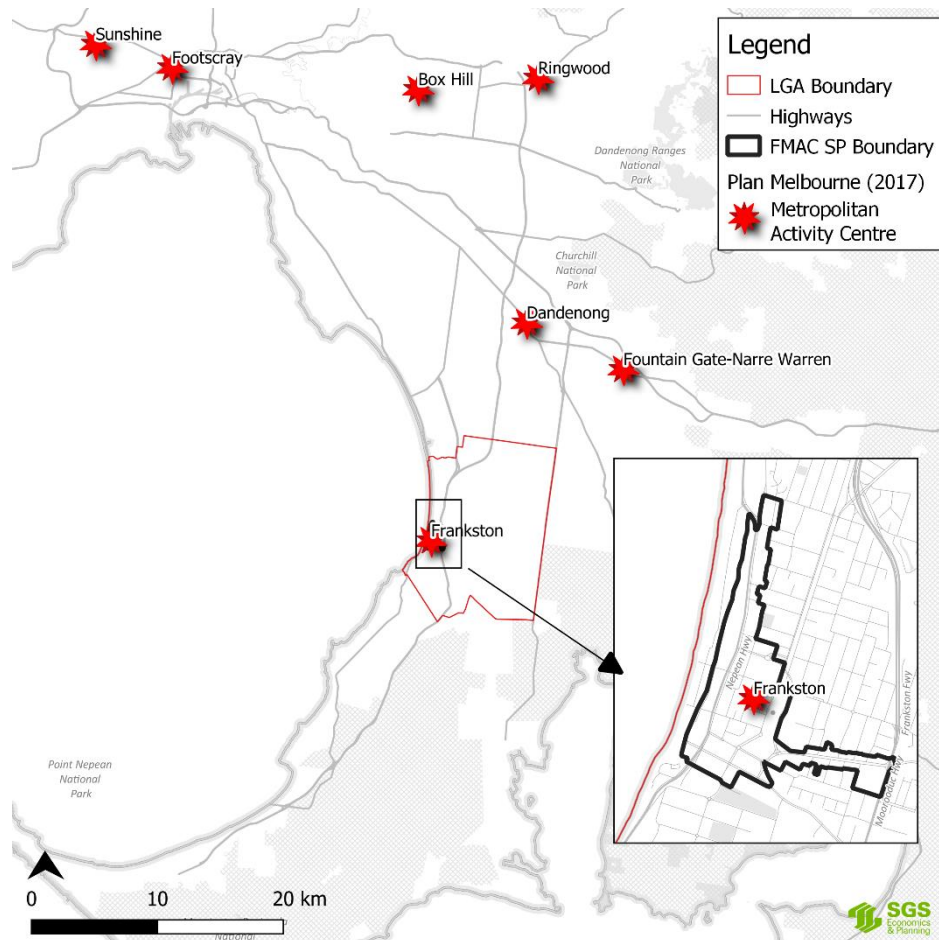 Sunshine
Footscray
Box Hill
Ringwood
Legend
LGA Boundary
Highways
FMAC SP Boundary
Plan Melbourne (2017)
Metropolitan
Activity Centre
Dandenong Ranges
National
Park
Churchill
National
Park
Dandenong
Fountain Gate-Narre Warren
Frankston
Nepean Hwy
Frankston
Frankston Fwy
Moorooduc Hwy
Point Nepean
National
Park
0
10
20 km
National
SGS
Economics
& Planning